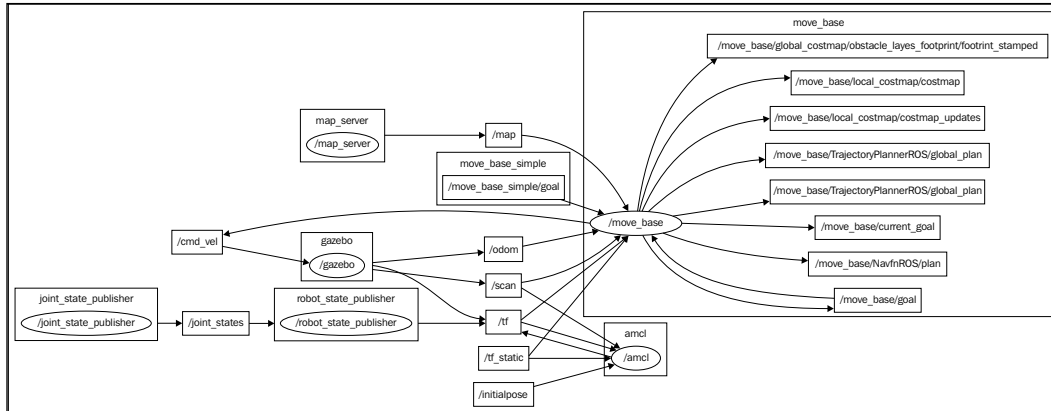 move_base
/move_base/global_costmap/obstacle_layes_footprint/footrint_stamped
/move_base/local_costmap/costmap
map_server
/map_server
/map
/move_base/local_costmap/costmap_updates
move_base_simple
/move_base_simple/goal
/move_base/TrajectoryPlannerROS/global_plan
/move_base/TrajectoryPlannerROS/global_plan
/move_base
/move_base/current_goal
/cmd_vel
gazebo
/gazebo
/odom
/move_base/NavfnROS/plan
/scan
/move_base/goal
joint_state_publisher
/joint_state_publisher
/joint_states
robot_state_publisher
/robot_state_publisher
/tf
amcl
/amcl
/tf_static
/initialpose